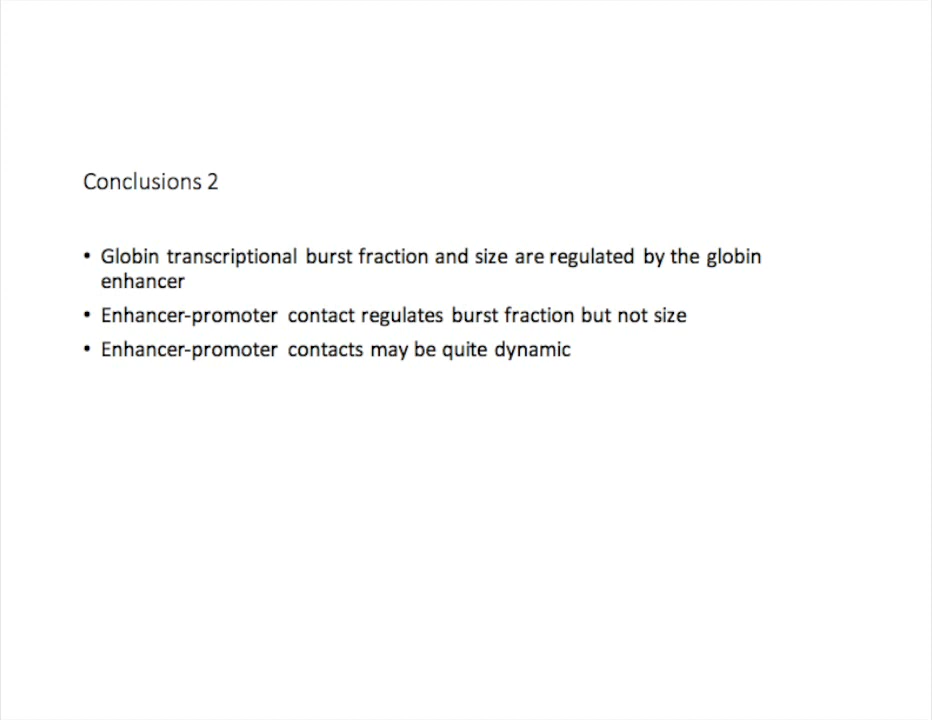 Conclusions 2
• Globin transcriptional burst fraction and size are regulated by the globin
enhancer
• Enhancer-promoter contact regulates burst fraction but not size
• Enhancer-promoter contacts may be quite dynamic